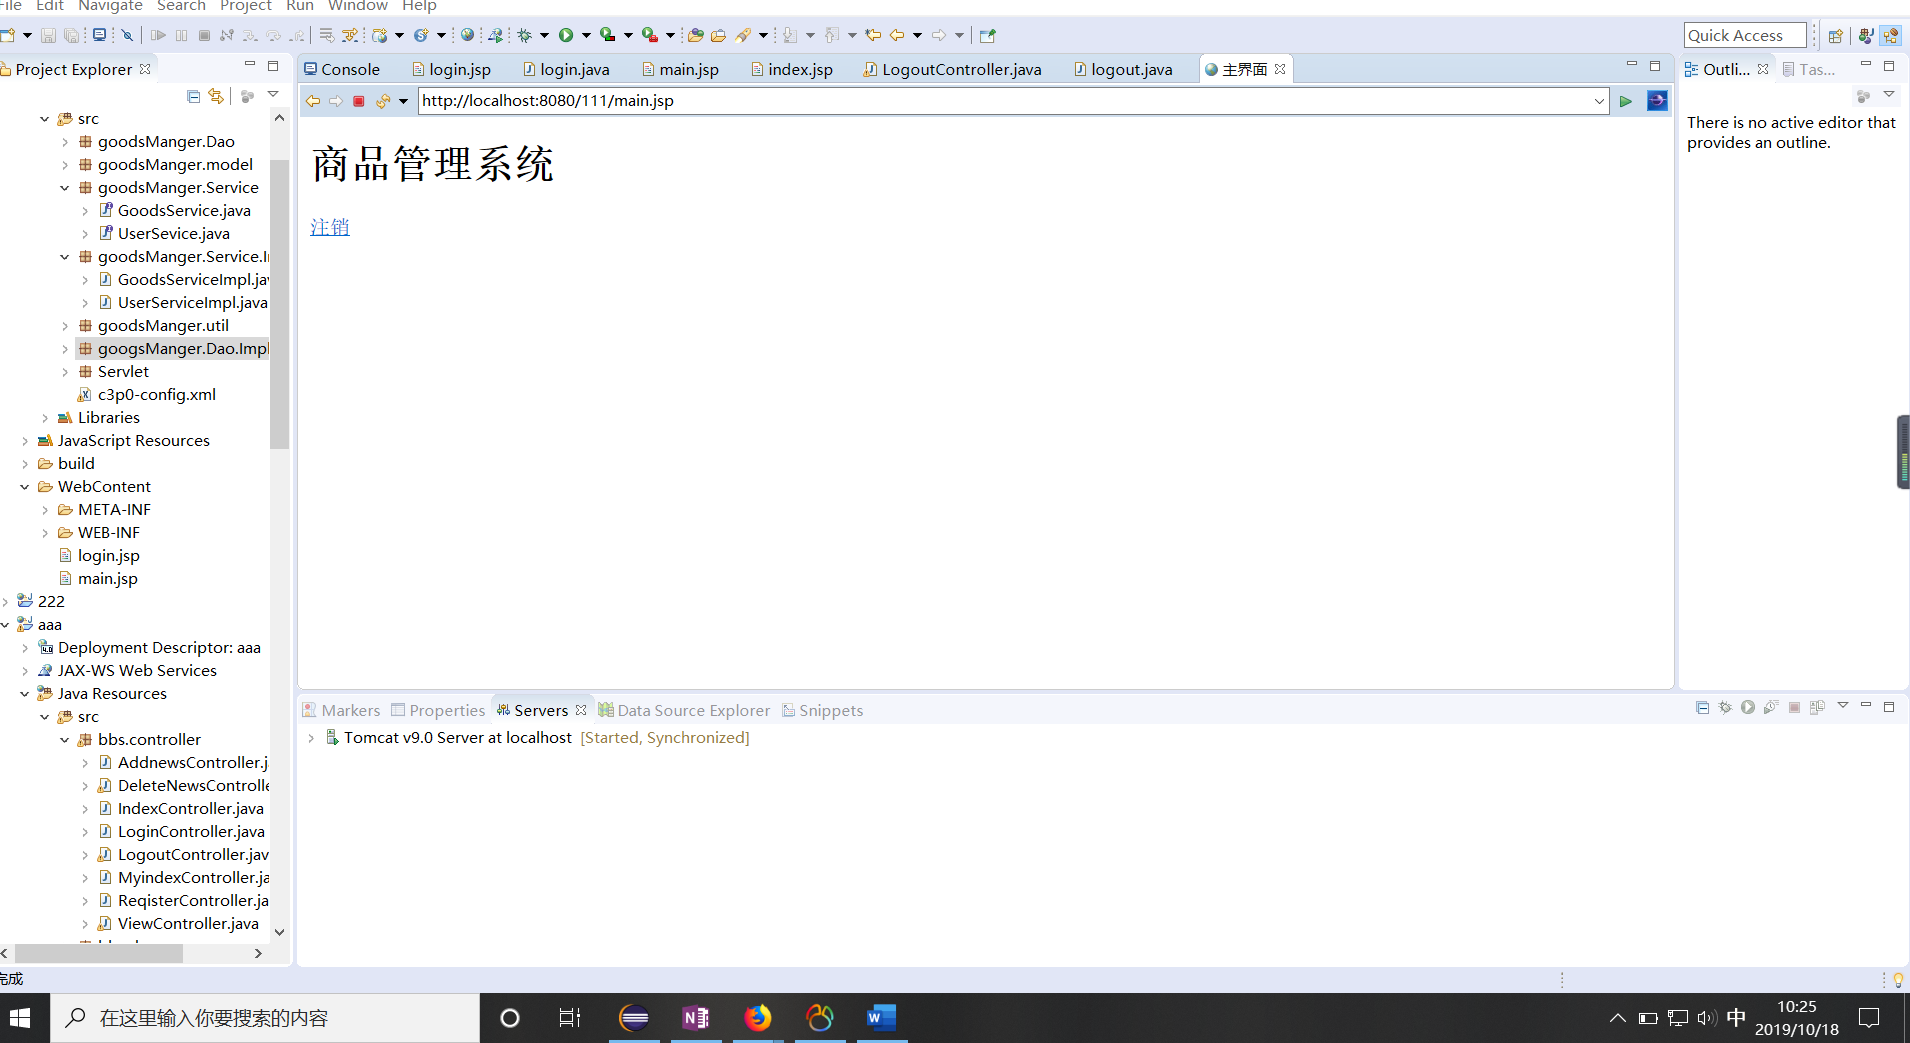 File Edit Navigate Search Project Run Window Help
Quick Access
Project Explorer
Console login.jsp login.java main.jsp index.jsp LogoutController.java logout.java 主界面
Outli... Tas...
http://localhost:8080/111/main.jsp
There is no active editor that
provides an outline.
商品管理系统
注销
src
goodsManger.Dao
goodsManger.model
goodsManger.Service
GoodsService.java
UserSevice.java
goodsManger.Service.I
GoodsServiceImpl.jav
UserServiceImpl.java
goodsManger.util
googsManger.Dao.Impl
Servlet
c3p0-config.xml
Libraries
JavaScript Resources
build
WebContent
META-INF
WEB-INF
login.jsp
main.jsp
222
aaa
Deployment Descriptor: aaa
JAX-WS Web Services
Java Resources
src
bbs.controller
AddnewsController.j
DeleteNewsControlle
IndexController.java
LoginController.java
LogoutController.jav
MyindexController.ja
ReqisterController.ja
ViewController.java
Markers Properties Servers Data Source Explorer Snippets
Tomcat v9.0 Server at localhost [Started, Synchronized]
完成
在这里输入你要搜索的内容
中
10:25
2019/10/18